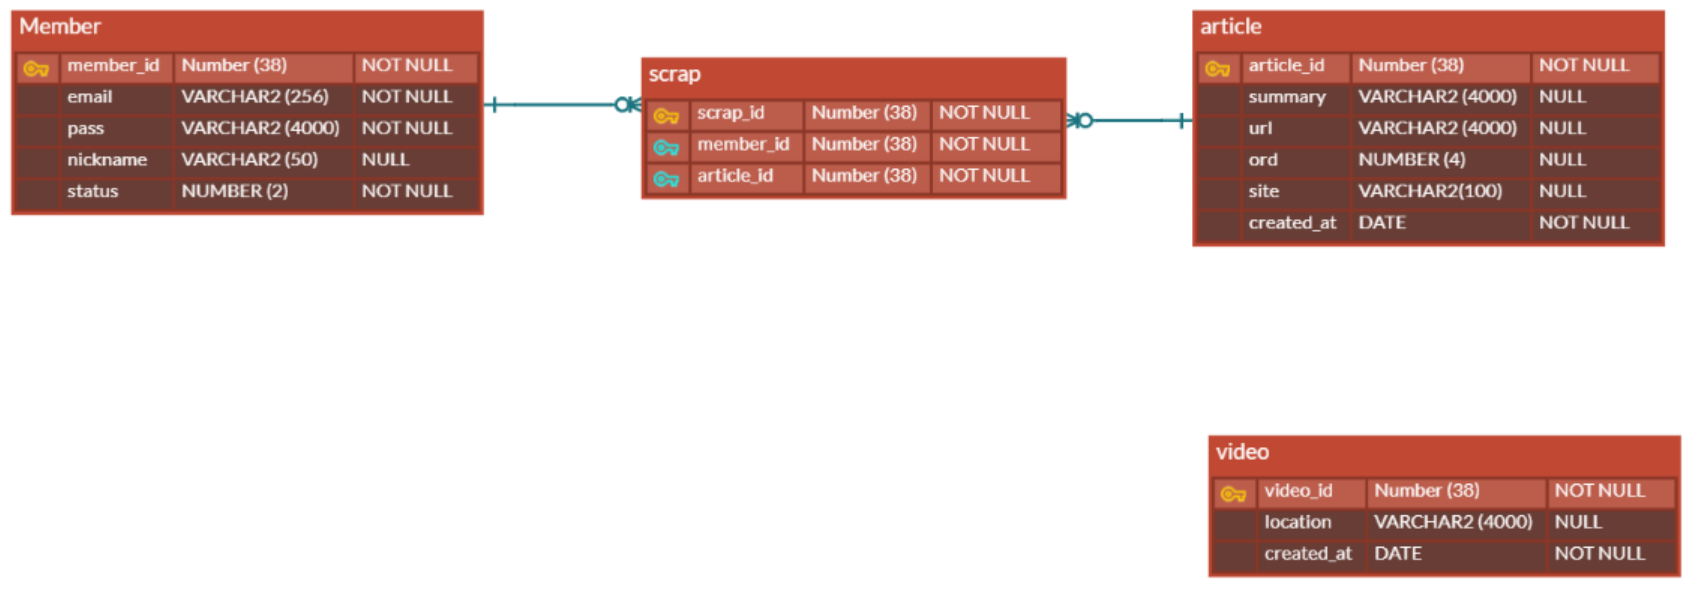 Member
member_id Number (38) NOT NULL
email VARCHAR2 (256) NOT NULL
pass VARCHAR2 (4000) NOT NULL
nickname VARCHAR2 (50) NULL
status NUMBER (2) NOT NULL
scrap
scrap_id Number (38) NOT NULL
member_id Number (38) NOT NULL
article_id Number (38) NOT NULL
article
article_id Number (38) NOT NULL
summary VARCHAR2 (4000) NULL
url VARCHAR2 (4000) NULL
ord NUMBER (4) NULL
site VARCHAR2(100) NULL
created_at DATE NOT NULL
video
video_id Number (38) NOT NULL
location VARCHAR2 (4000) NULL
created_at DATE NOT NULL